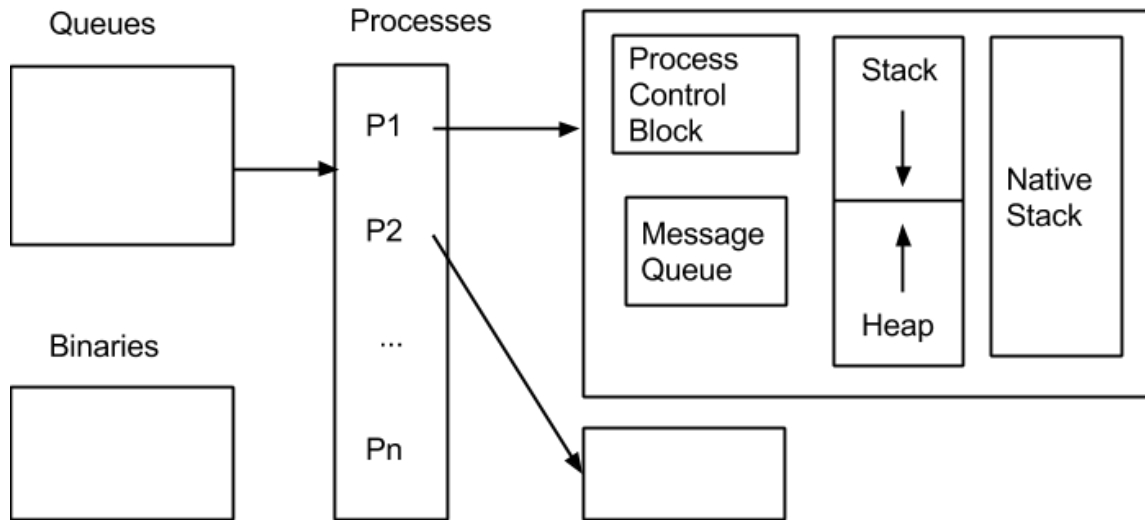 Queues
Processes
P1
P2
...
Pn
Binaries
Process
Control
Block
Message
Queue
Stack
Heap
Native
Stack